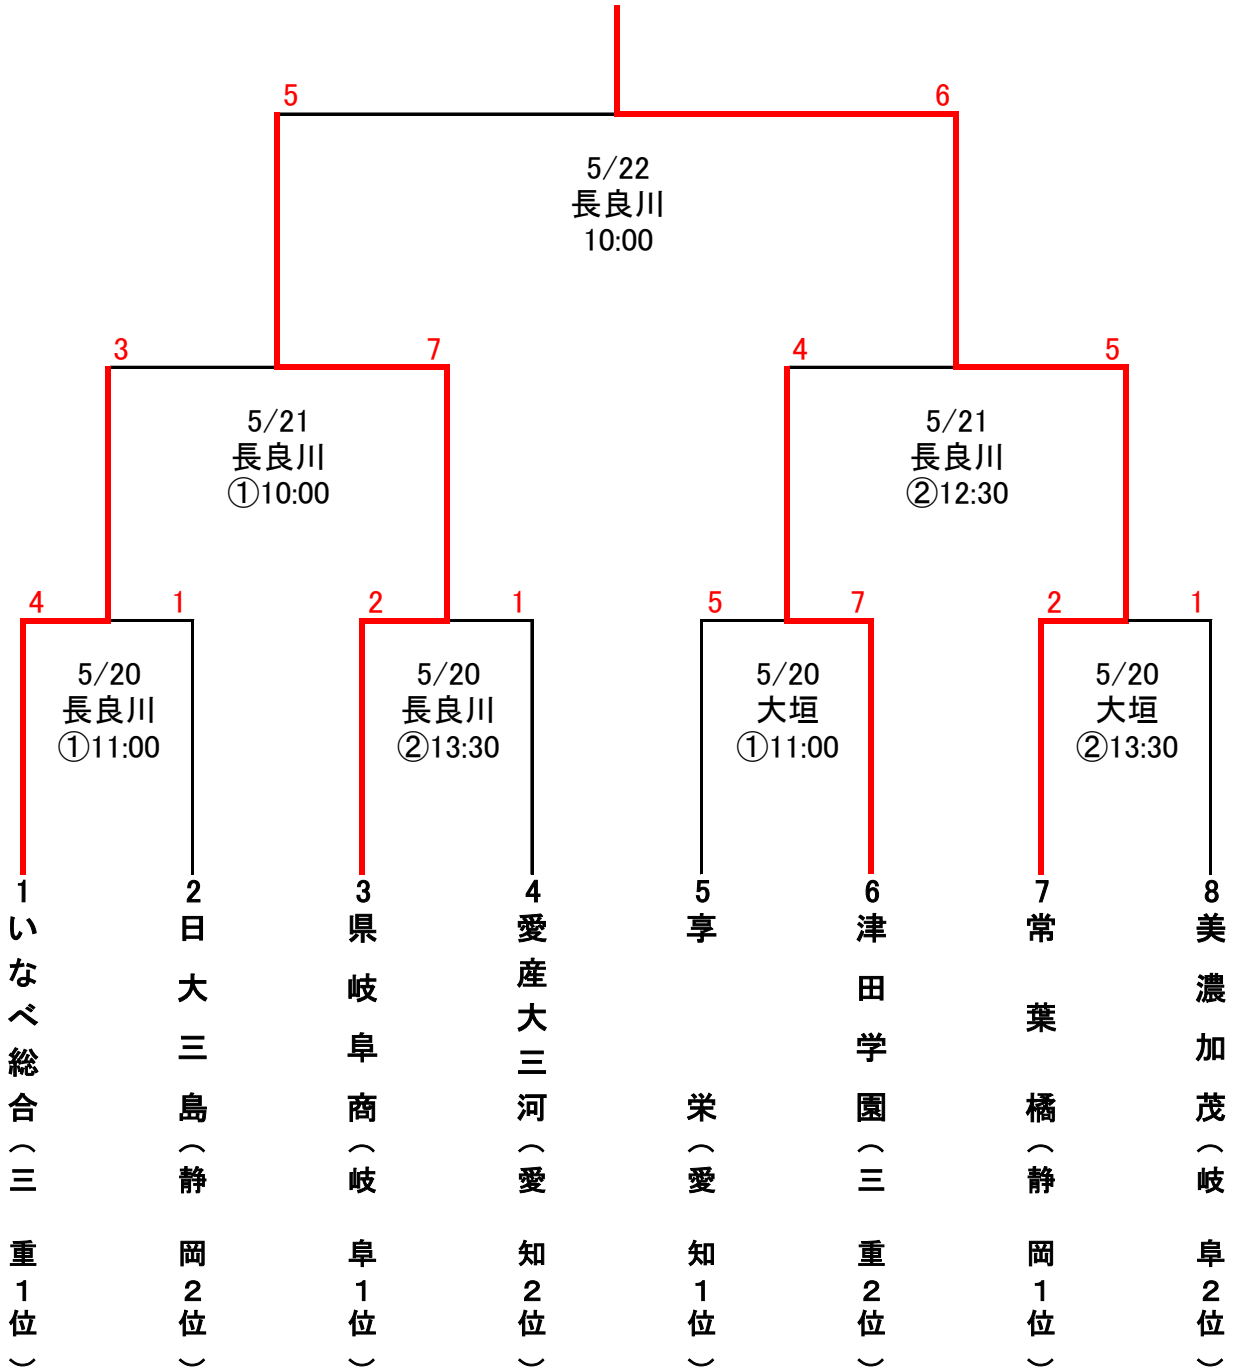 5
6
5/22
長良川
10:00
3
7
4
5
5/21
長良川
①10:00
5/21
長良川
②12:30
4
1
2
1
5
7
2
1
5/20
長良川
①11:00
5/20
長良川
②13:30
5/20
大垣
①11:00
5/20
大垣
②13:30
1
いなべ総合（三重1位）
2
日大三島（静岡2位）
3
県岐阜商（岐阜1位）
4
愛産大三河（愛知2位）
5
享栄（愛知1位）
6
津田学園（三重2位）
7
常葉橘（静岡1位）
8
美濃加茂（岐阜2位）